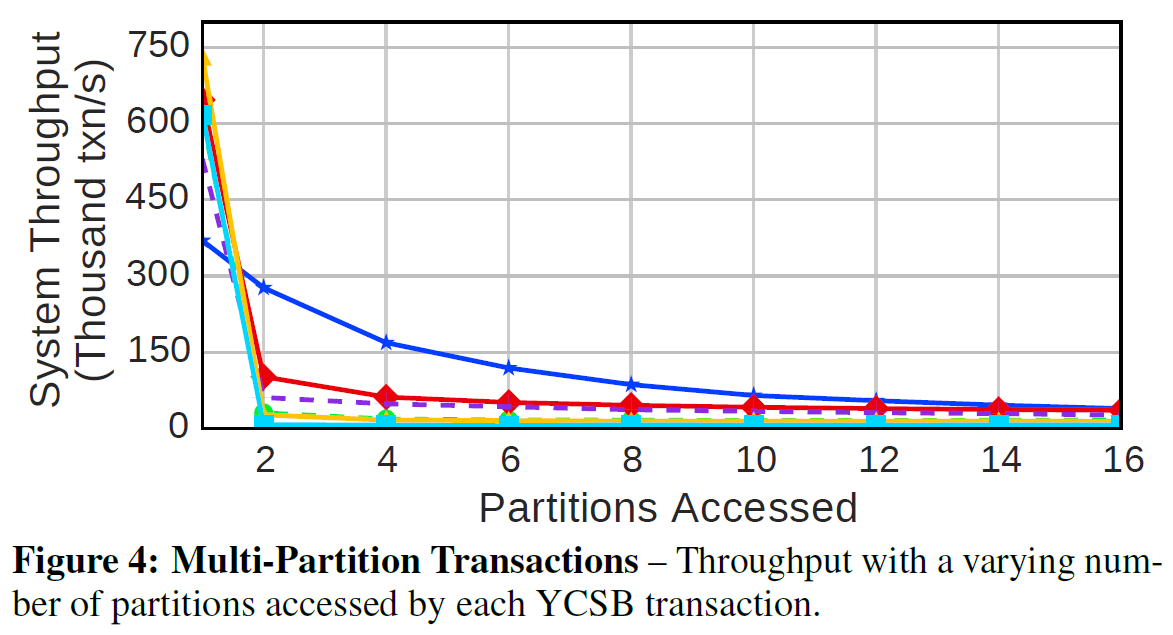 System Throughput
(Thousand txn/s)
750
600
450
300
150
0
2 4 6 8 10 12 14 16
Partitions Accessed
Figure 4: Multi-Partition Transactions – Throughput with a varying num-
ber of partitions accessed by each YCSB transaction.